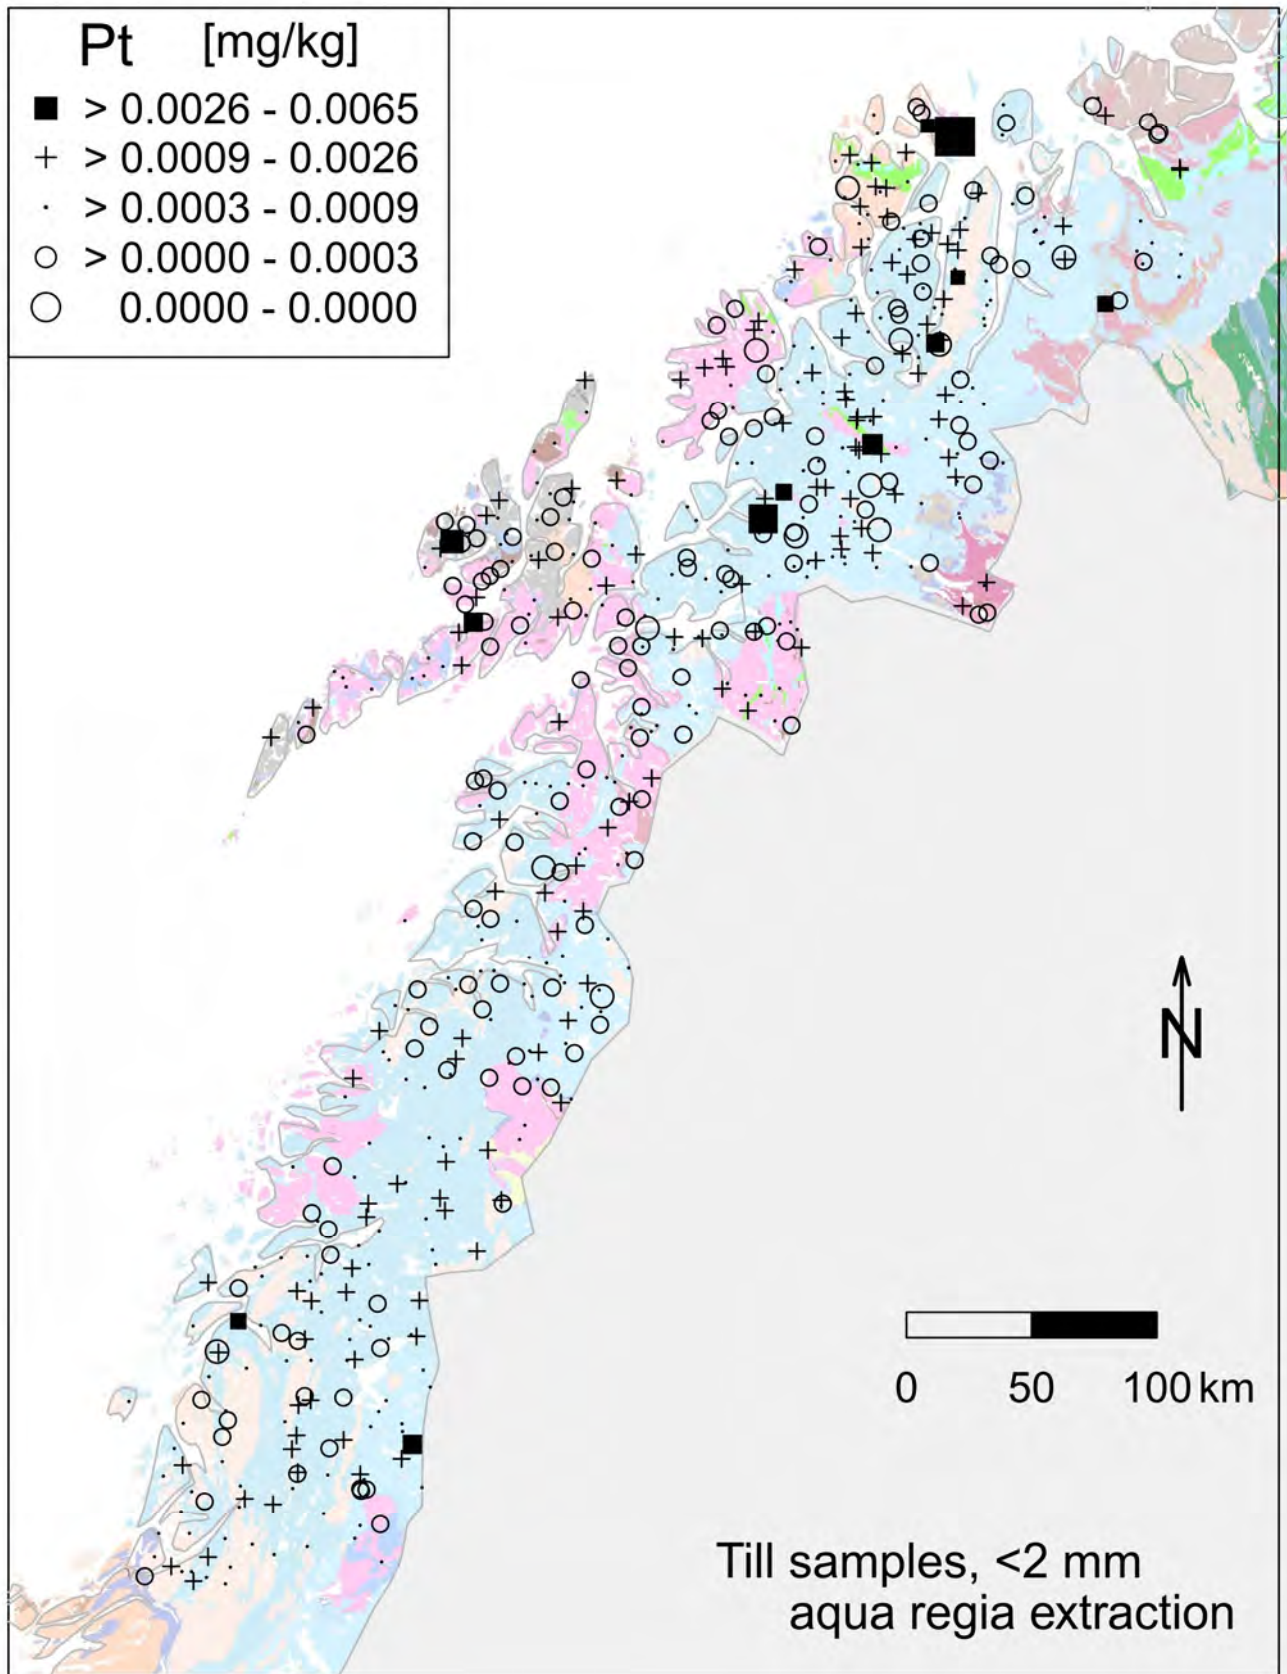 Pt [mg/kg]
■ > 0.0026 - 0.0065
+ > 0.0009 - 0.0026
· > 0.0003 - 0.0009
○ > 0.0000 - 0.0003
○ 0.0000 - 0.0000
N
0 50 100 km
Till samples, <2 mm
aqua regia extraction